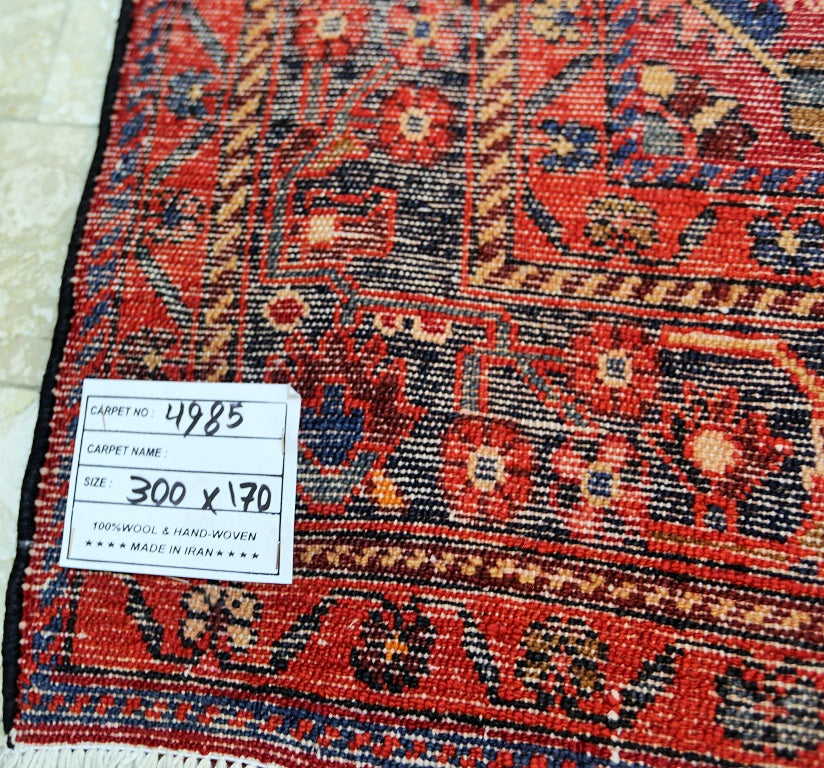 CARPET NO : 4985
CARPET NAME :
SIZE : 300 x 170
100%WOOL & HAND-WOVEN
★★★★ MADE IN IRAN ★★★★